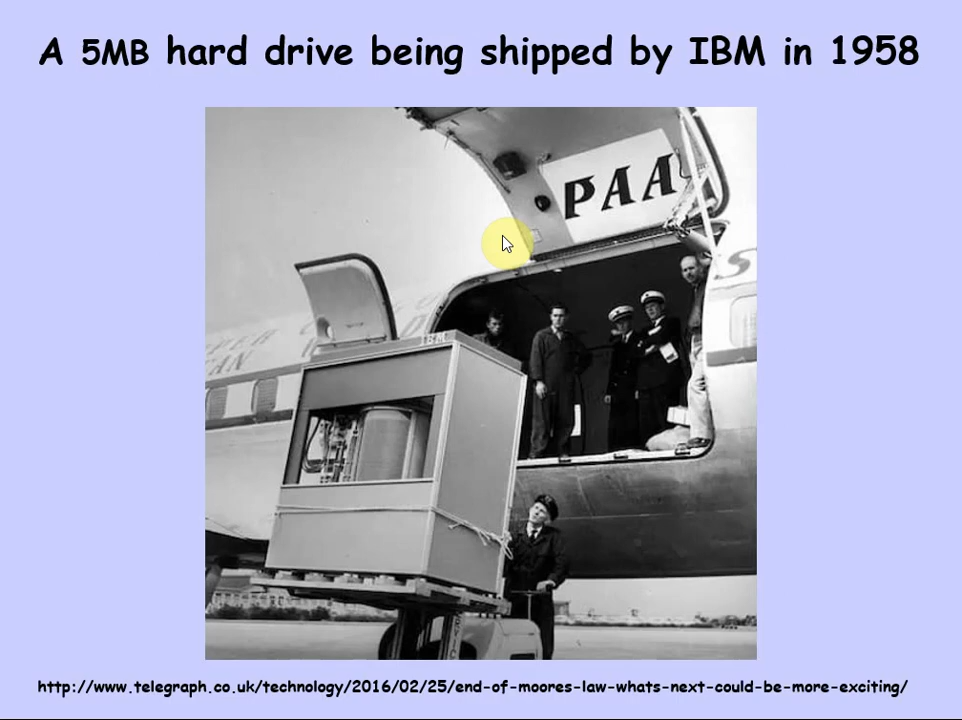 A 5MB hard drive being shipped by IBM in 1958
PAA
IBM
http://www.telegraph.co.uk/technology/2016/02/25/end-of-moores-law-whats-next-could-be-more-exciting/